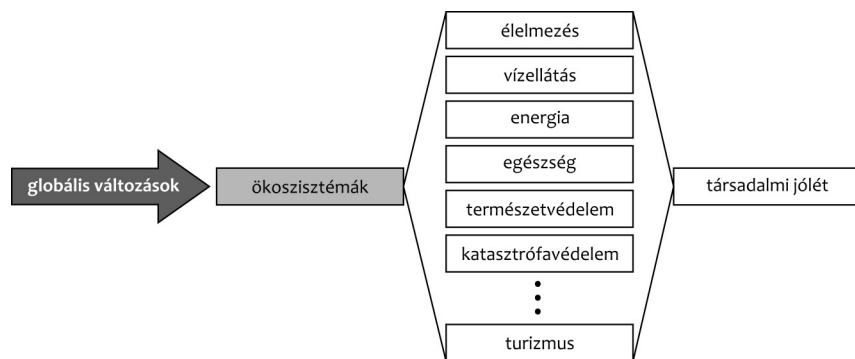 globális változások
ökoszisztémák
élelmezés
vízellátás
energia
egészség
természetvédelem
katasztrófavédelem
turizmus
társadalmi jólét